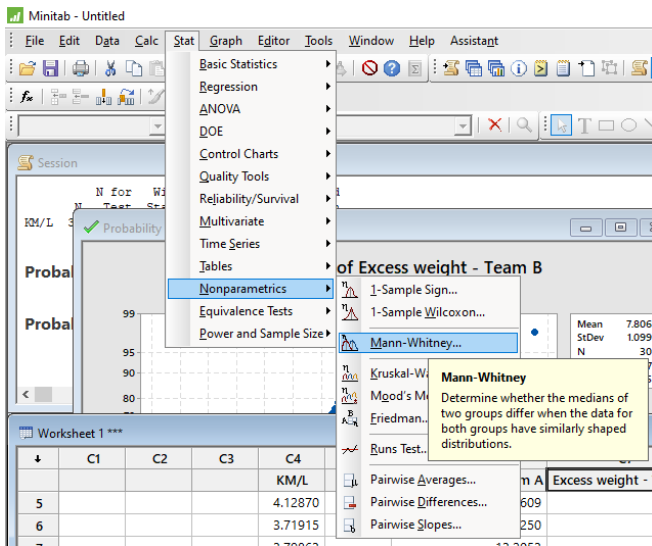 Minitab - Untitled
File Edit Data Calc Stat Graph Editor Tools Window Help Assistant
Basic Statistics
Regression
ANOVA
DOE
Control Charts
Quality Tools
Reliability/Survival
Multivariate
Time Series
Tables
Nonparametrics
Equivalence Tests
Power and Sample Size
1-Sample Sign...
1-Sample Wilcoxon...
Mann-Whitney...
Friedman...
Runs Test...
Pairwise Averages...
Pairwise Differences...
Pairwise Slopes...
Mann-Whitney
Determine whether the medians of
two groups differ when the data for
both groups have similarly shaped
distributions.
Session
N for
N Test
KM/L
Probability
of Excess weight - Team B
99
95
90
80
Mean 7.806
StDev 1.099
N 30
Worksheet 1 ***
C1 C2 C3 C4
KM/L m A Excess weight -
5 4.12870 609
6 3.71915 250